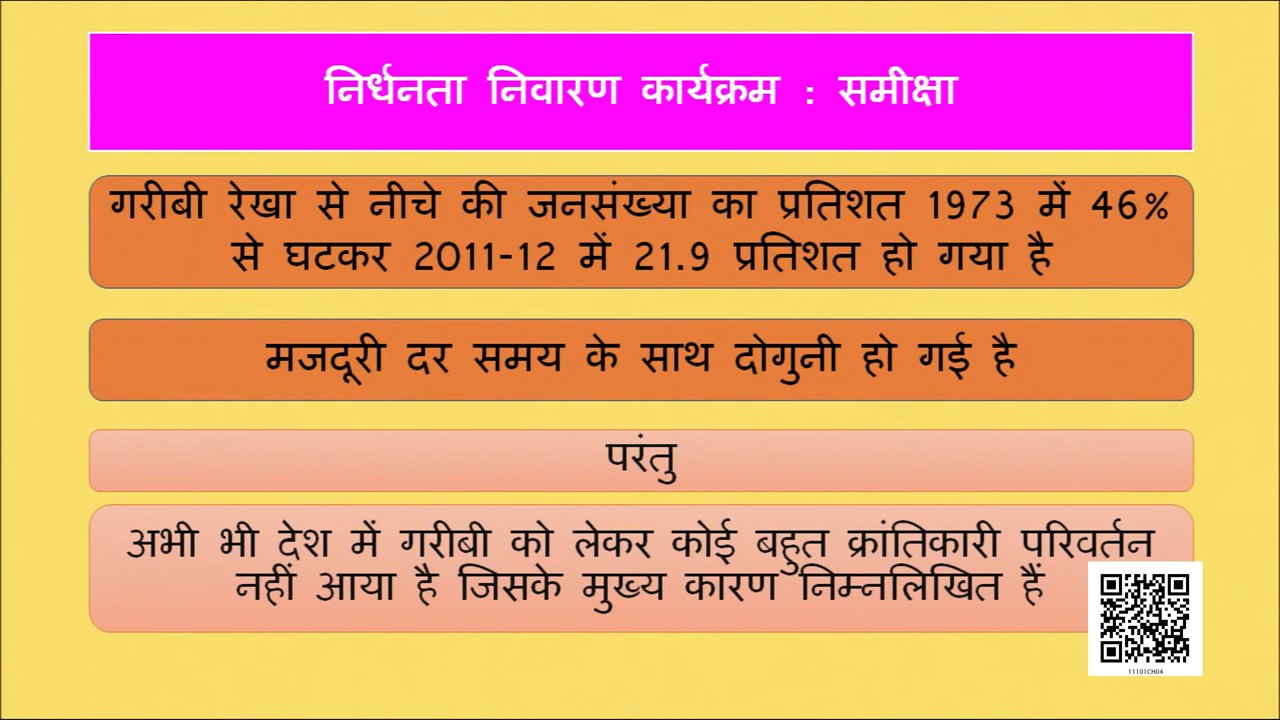 निर्धनता निवारण कार्यक्रम : समीक्षा
गरीबी रेखा से नीचे की जनसंख्या का प्रतिशत 1973 में 46%
से घटकर 2011-12 में 21.9 प्रतिशत हो गया है
मजदूरी दर समय के साथ दोगुनी हो गई है
परंतु
अभी भी देश में गरीबी को लेकर कोई बहुत क्रांतिकारी परिवर्तन
नहीं आया है जिसके मुख्य कारण निम्नलिखित हैं
11101CH04